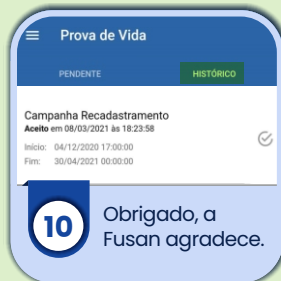 Prova de Vida
PENDENTE
HISTÓRICO
Campanha Recadastramento
Aceito em 08/03/2021 às 18:23:58
Início: 04/12/2020 17:00:00
Fim: 30/04/2021 00:00:00
10
Obrigado, a
Fusan agradece.